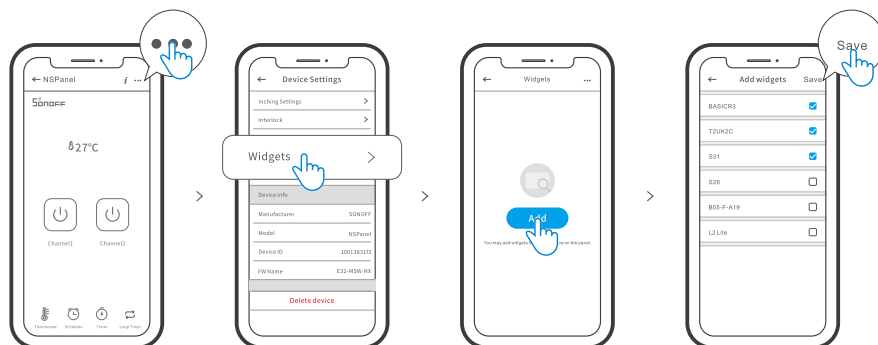 ← NSPanel i ...
SONOFF
27°C
Channel1 Channel2
Thermostat Schedule Timer Loop Timer
>
← Device Settings
Inching Settings >
Interlock >
Widgets >
Device info
Manufacturer SONOFF
Model NSPanel
Device ID 10013831f3
FW Name E32-MSW-NX
Delete device
>
← Widgets ...
Add
You may add widgets on the panel.
>
Save
← Add widgets Save
BASICR3
T2UK2C
S31
S26
B05-F-A19
L2 Lite